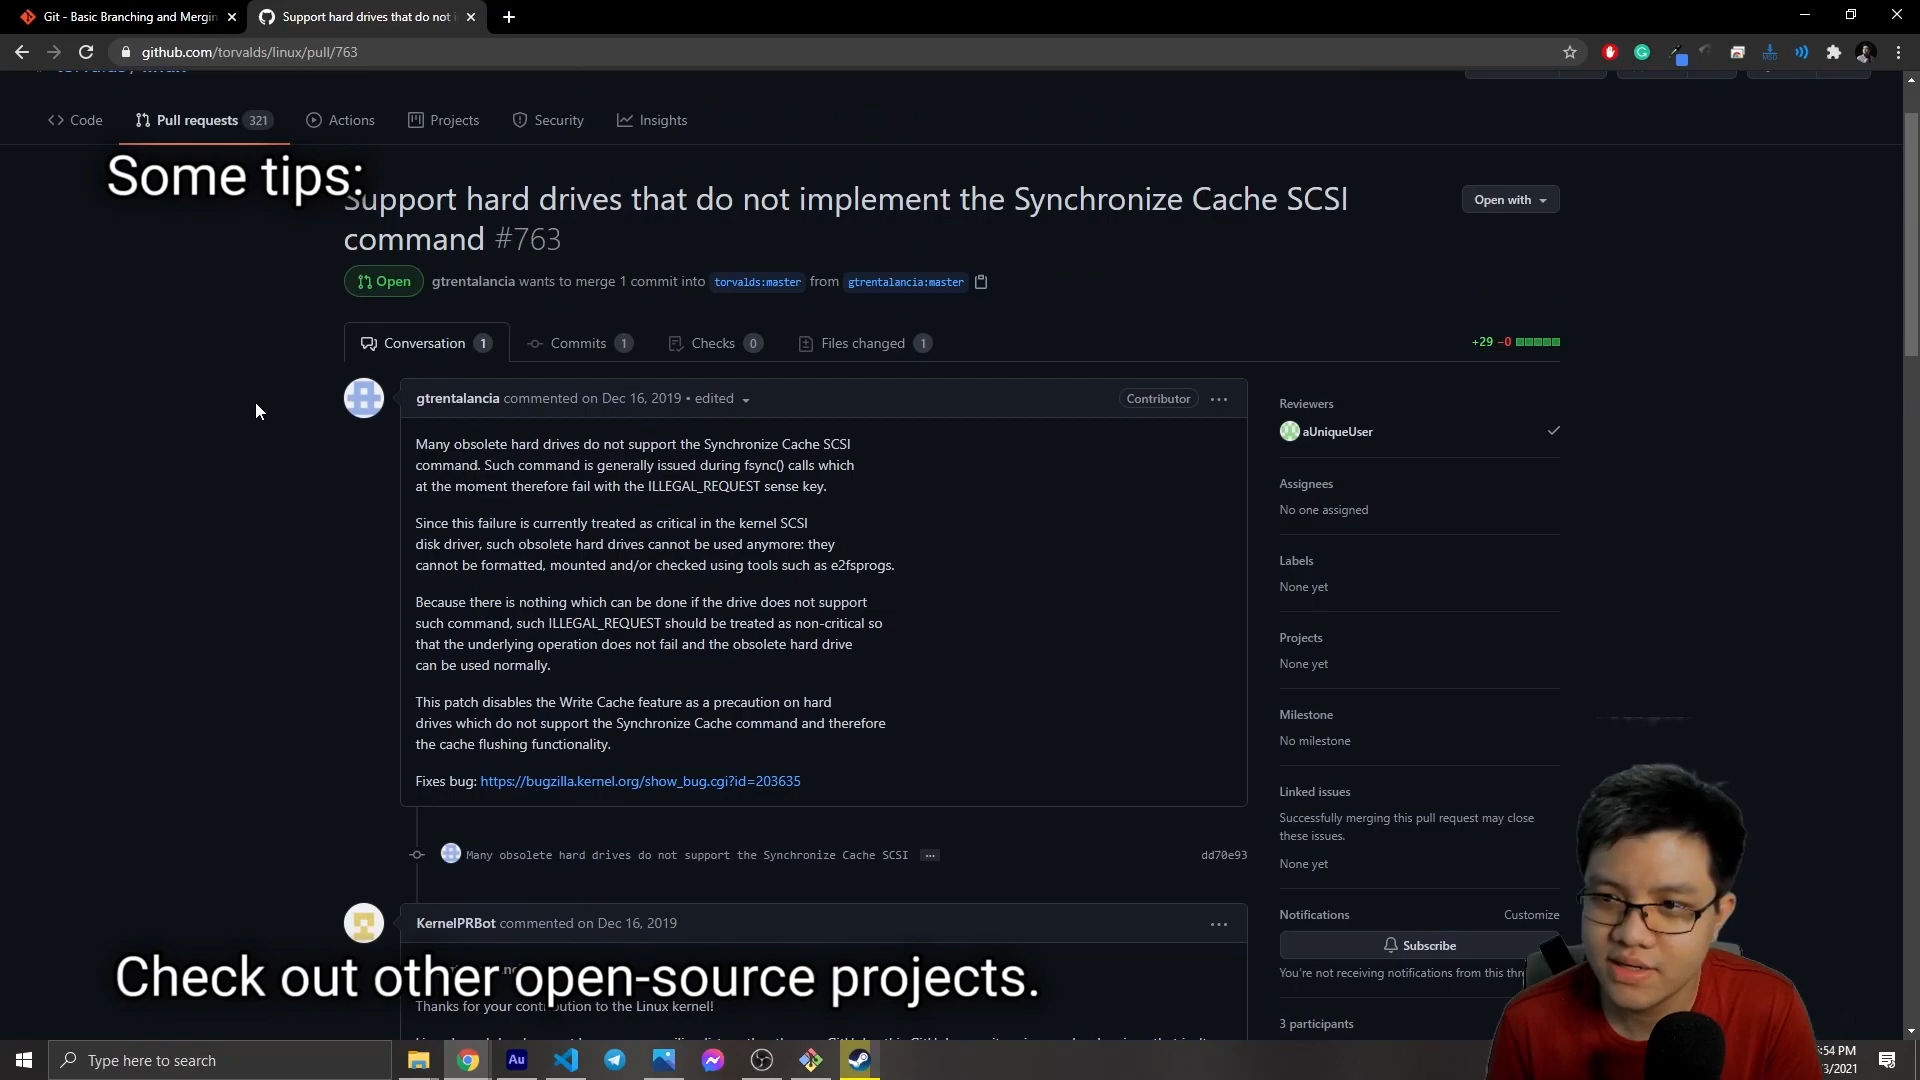 Git - Basic Branching and Mergin
Support hard drives that do not i
github.com/torvalds/linux/pull/763
Code
Pull requests 321
Actions
Projects
Security
Insights
Some tips:
Support hard drives that do not implement the Synchronize Cache SCSI
command #763
Open with
Open
gtrentalancia wants to merge 1 commit into torvalds:master from gtrentalancia:master
Conversation 1
Commits 1
Checks 0
Files changed 1
+29 −0
gtrentalancia commented on Dec 16, 2019 • edited
Contributor
Many obsolete hard drives do not support the Synchronize Cache SCSI
command. Such command is generally issued during fsync() calls which
at the moment therefore fail with the ILLEGAL_REQUEST sense key.
Since this failure is currently treated as critical in the kernel SCSI
disk driver, such obsolete hard drives cannot be used anymore: they
cannot be formatted, mounted and/or checked using tools such as e2fsprogs.
Because there is nothing which can be done if the drive does not support
such command, such ILLEGAL_REQUEST should be treated as non-critical so
that the underlying operation does not fail and the obsolete hard drive
can be used normally.
This patch disables the Write Cache feature as a precaution on hard
drives which do not support the Synchronize Cache command and therefore
the cache flushing functionality.
Fixes bug: https://bugzilla.kernel.org/show_bug.cgi?id=203635
Many obsolete hard drives do not support the Synchronize Cache SCSI ...
dd70e93
KernelPRBot commented on Dec 16, 2019
Check out other open-source projects.
Thanks for your contribution to the Linux kernel!
Reviewers
aUniqueUser
Assignees
No one assigned
Labels
None yet
Projects
None yet
Milestone
No milestone
Linked issues
Successfully merging this pull request may close
these issues.
None yet
Notifications
Customize
Subscribe
You're not receiving notifications from this thre
3 participants
Type here to search
Au
:54 PM
/3/2021